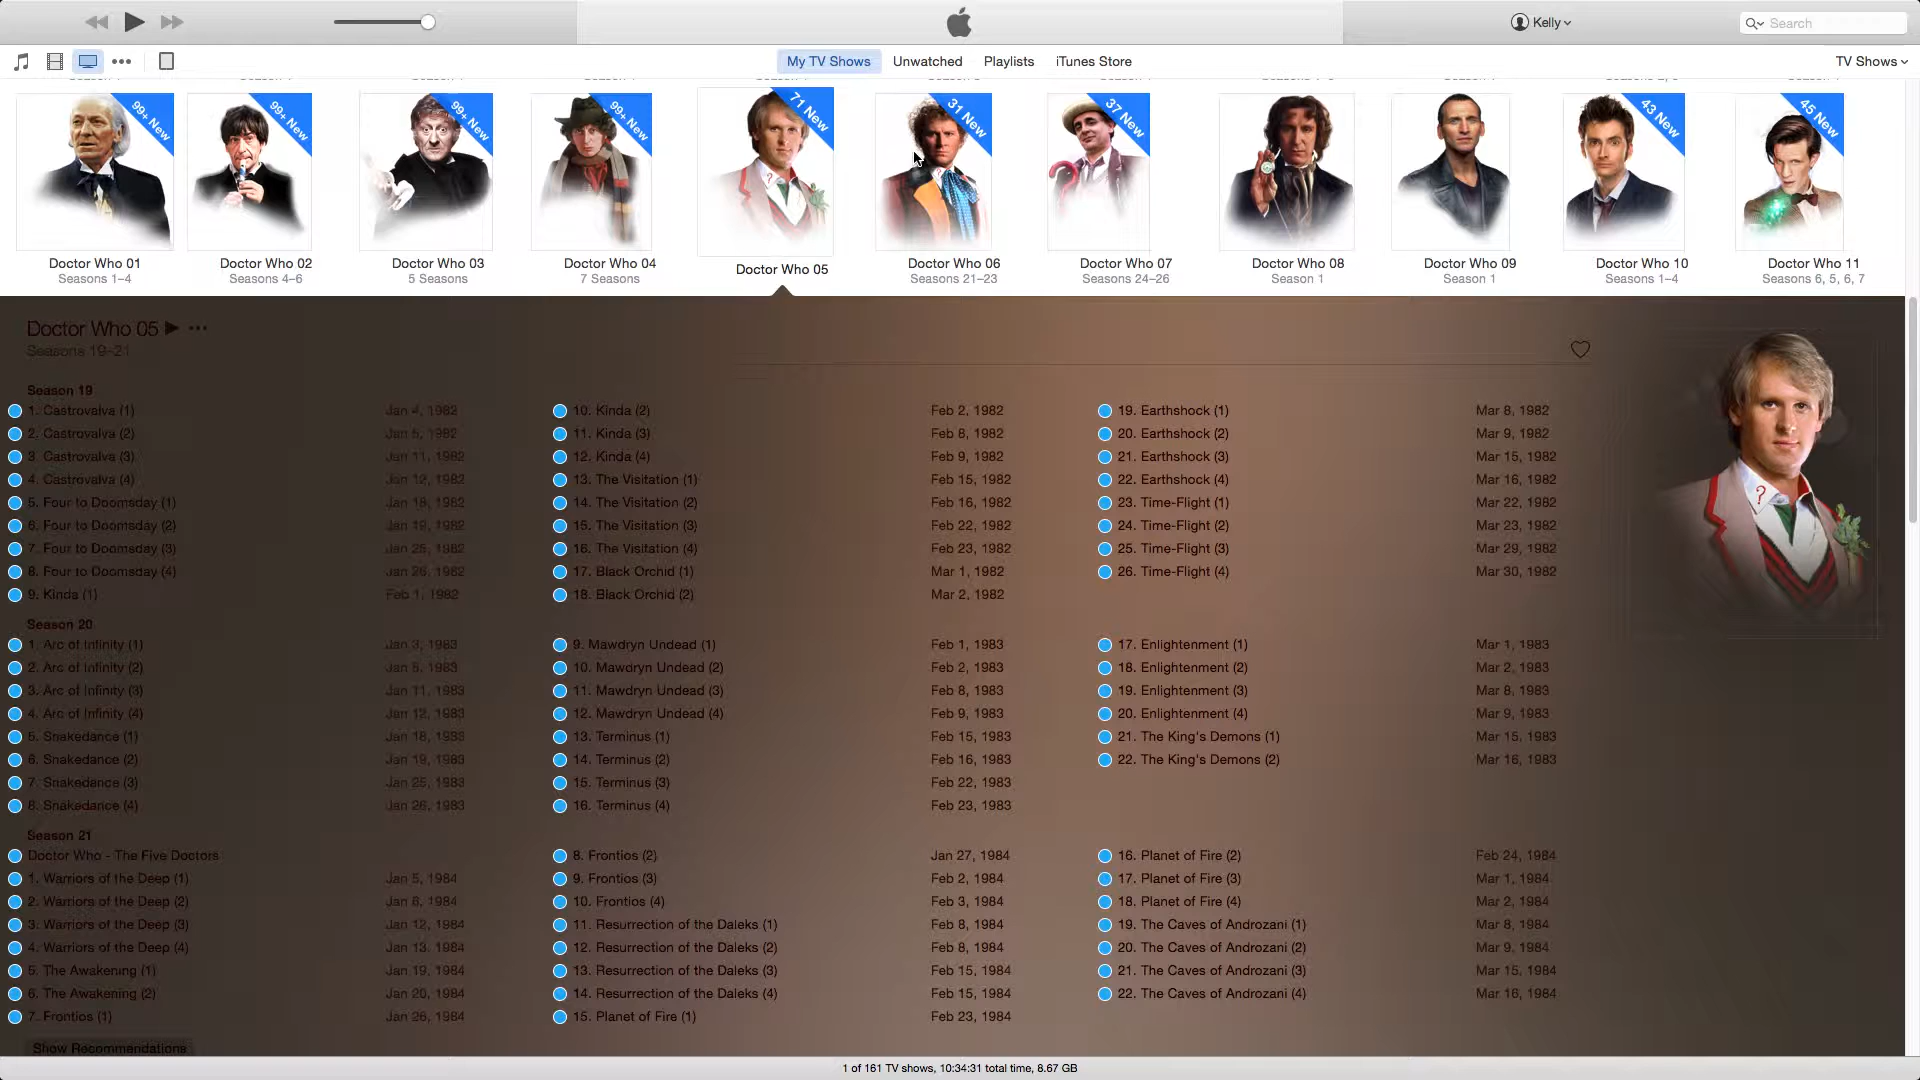 Kelly
Search
My TV Shows
Unwatched
Playlists
iTunes Store
TV Shows
99+ New
99+ New
99+ New
99+ New
71 New
31 New
37 New
43 New
45 New
Doctor Who 01
Seasons 1–4
Doctor Who 02
Seasons 4–6
Doctor Who 03
5 Seasons
Doctor Who 04
7 Seasons
Doctor Who 05
Doctor Who 06
Seasons 21–23
Doctor Who 07
Seasons 24–26
Doctor Who 08
Season 1
Doctor Who 09
Season 1
Doctor Who 10
Seasons 1–4
Doctor Who 11
Seasons 6, 5, 6, 7
Doctor Who 05
Seasons 19–21
Season 19
1. Castrovalva (1) Jan 4, 1982
2. Castrovalva (2) Jan 5, 1982
3. Castrovalva (3) Jan 11, 1982
4. Castrovalva (4) Jan 12, 1982
5. Four to Doomsday (1) Jan 18, 1982
6. Four to Doomsday (2) Jan 19, 1982
7. Four to Doomsday (3) Jan 25, 1982
8. Four to Doomsday (4) Jan 26, 1982
9. Kinda (1) Feb 1, 1982
10. Kinda (2) Feb 2, 1982
11. Kinda (3) Feb 8, 1982
12. Kinda (4) Feb 9, 1982
13. The Visitation (1) Feb 15, 1982
14. The Visitation (2) Feb 16, 1982
15. The Visitation (3) Feb 22, 1982
16. The Visitation (4) Feb 23, 1982
17. Black Orchid (1) Mar 1, 1982
18. Black Orchid (2) Mar 2, 1982
19. Earthshock (1) Mar 8, 1982
20. Earthshock (2) Mar 9, 1982
21. Earthshock (3) Mar 15, 1982
22. Earthshock (4) Mar 16, 1982
23. Time-Flight (1) Mar 22, 1982
24. Time-Flight (2) Mar 23, 1982
25. Time-Flight (3) Mar 29, 1982
26. Time-Flight (4) Mar 30, 1982
Season 20
1. Arc of Infinity (1) Jan 3, 1983
2. Arc of Infinity (2) Jan 5, 1983
3. Arc of Infinity (3) Jan 11, 1983
4. Arc of Infinity (4) Jan 12, 1983
5. Snakedance (1) Jan 18, 1983
6. Snakedance (2) Jan 19, 1983
7. Snakedance (3) Jan 25, 1983
8. Snakedance (4) Jan 26, 1983
9. Mawdryn Undead (1) Feb 1, 1983
10. Mawdryn Undead (2) Feb 2, 1983
11. Mawdryn Undead (3) Feb 8, 1983
12. Mawdryn Undead (4) Feb 9, 1983
13. Terminus (1) Feb 15, 1983
14. Terminus (2) Feb 16, 1983
15. Terminus (3) Feb 22, 1983
16. Terminus (4) Feb 23, 1983
17. Enlightenment (1) Mar 1, 1983
18. Enlightenment (2) Mar 2, 1983
19. Enlightenment (3) Mar 8, 1983
20. Enlightenment (4) Mar 9, 1983
21. The King's Demons (1) Mar 15, 1983
22. The King's Demons (2) Mar 16, 1983
Season 21
Doctor Who - The Five Doctors
1. Warriors of the Deep (1) Jan 5, 1984
2. Warriors of the Deep (2) Jan 6, 1984
3. Warriors of the Deep (3) Jan 12, 1984
4. Warriors of the Deep (4) Jan 13, 1984
5. The Awakening (1) Jan 19, 1984
6. The Awakening (2) Jan 20, 1984
7. Frontios (1) Jan 26, 1984
8. Frontios (2) Jan 27, 1984
9. Frontios (3) Feb 2, 1984
10. Frontios (4) Feb 3, 1984
11. Resurrection of the Daleks (1) Feb 8, 1984
12. Resurrection of the Daleks (2) Feb 8, 1984
13. Resurrection of the Daleks (3) Feb 15, 1984
14. Resurrection of the Daleks (4) Feb 15, 1984
15. Planet of Fire (1) Feb 23, 1984
16. Planet of Fire (2) Feb 24, 1984
17. Planet of Fire (3) Mar 1, 1984
18. Planet of Fire (4) Mar 2, 1984
19. The Caves of Androzani (1) Mar 8, 1984
20. The Caves of Androzani (2) Mar 9, 1984
21. The Caves of Androzani (3) Mar 15, 1984
22. The Caves of Androzani (4) Mar 16, 1984
Show Recommendations
1 of 161 TV shows, 10:34:31 total time, 8.67 GB